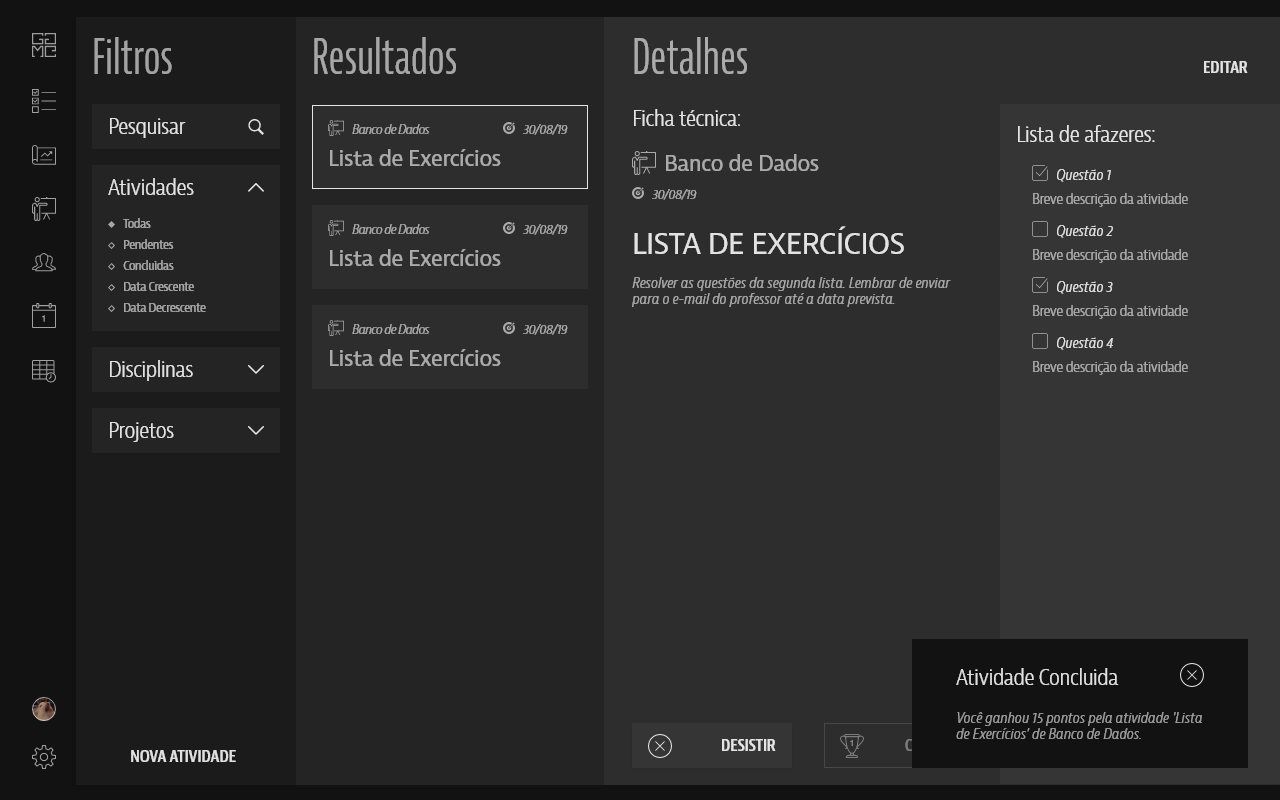 Filtros
Pesquisar
Atividades
Todas
Pendentes
Concluidas
Data Crescente
Data Decrescente
Disciplinas
Projetos
NOVA ATIVIDADE
1
Resultados
Banco de Dados 30/08/19
Lista de Exercícios
Banco de Dados 30/08/19
Lista de Exercícios
Banco de Dados 30/08/19
Lista de Exercícios
Detalhes
EDITAR
Ficha técnica:
Banco de Dados
30/08/19
LISTA DE EXERCÍCIOS
Resolver as questões da segunda lista. Lembrar de enviar
para o e-mail do professor até a data prevista.
Lista de afazeres:
Questão 1
Breve descrição da atividade
Questão 2
Breve descrição da atividade
Questão 3
Breve descrição da atividade
Questão 4
Breve descrição da atividade
DESISTIR
1
Atividade Concluida
Você ganhou 15 pontos pela atividade 'Lista
de Exercícios' de Banco de Dados.